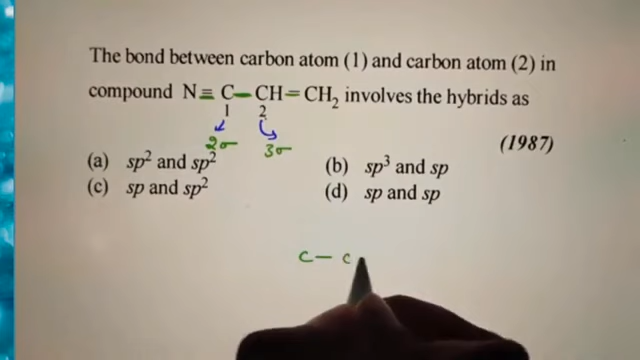 The bond between carbon atom (1) and carbon atom (2) in
compound N≡ C–CH=CH₂ involves the hybrids as
1 2
2σ 3σ
(1987)
(a) sp² and sp² (b) sp³ and sp
(c) sp and sp² (d) sp and sp
C – C